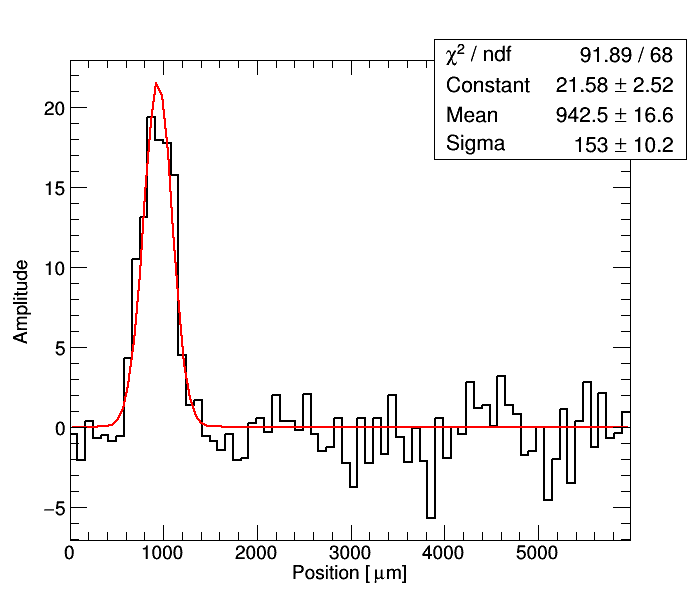 χ² / ndf 91.89 / 68
Constant 21.58 ± 2.52
Mean 942.5 ± 16.6
Sigma 153 ± 10.2
20
15
10
5
0
−5
Amplitude
0 1000 2000 3000 4000 5000
Position [ μm]